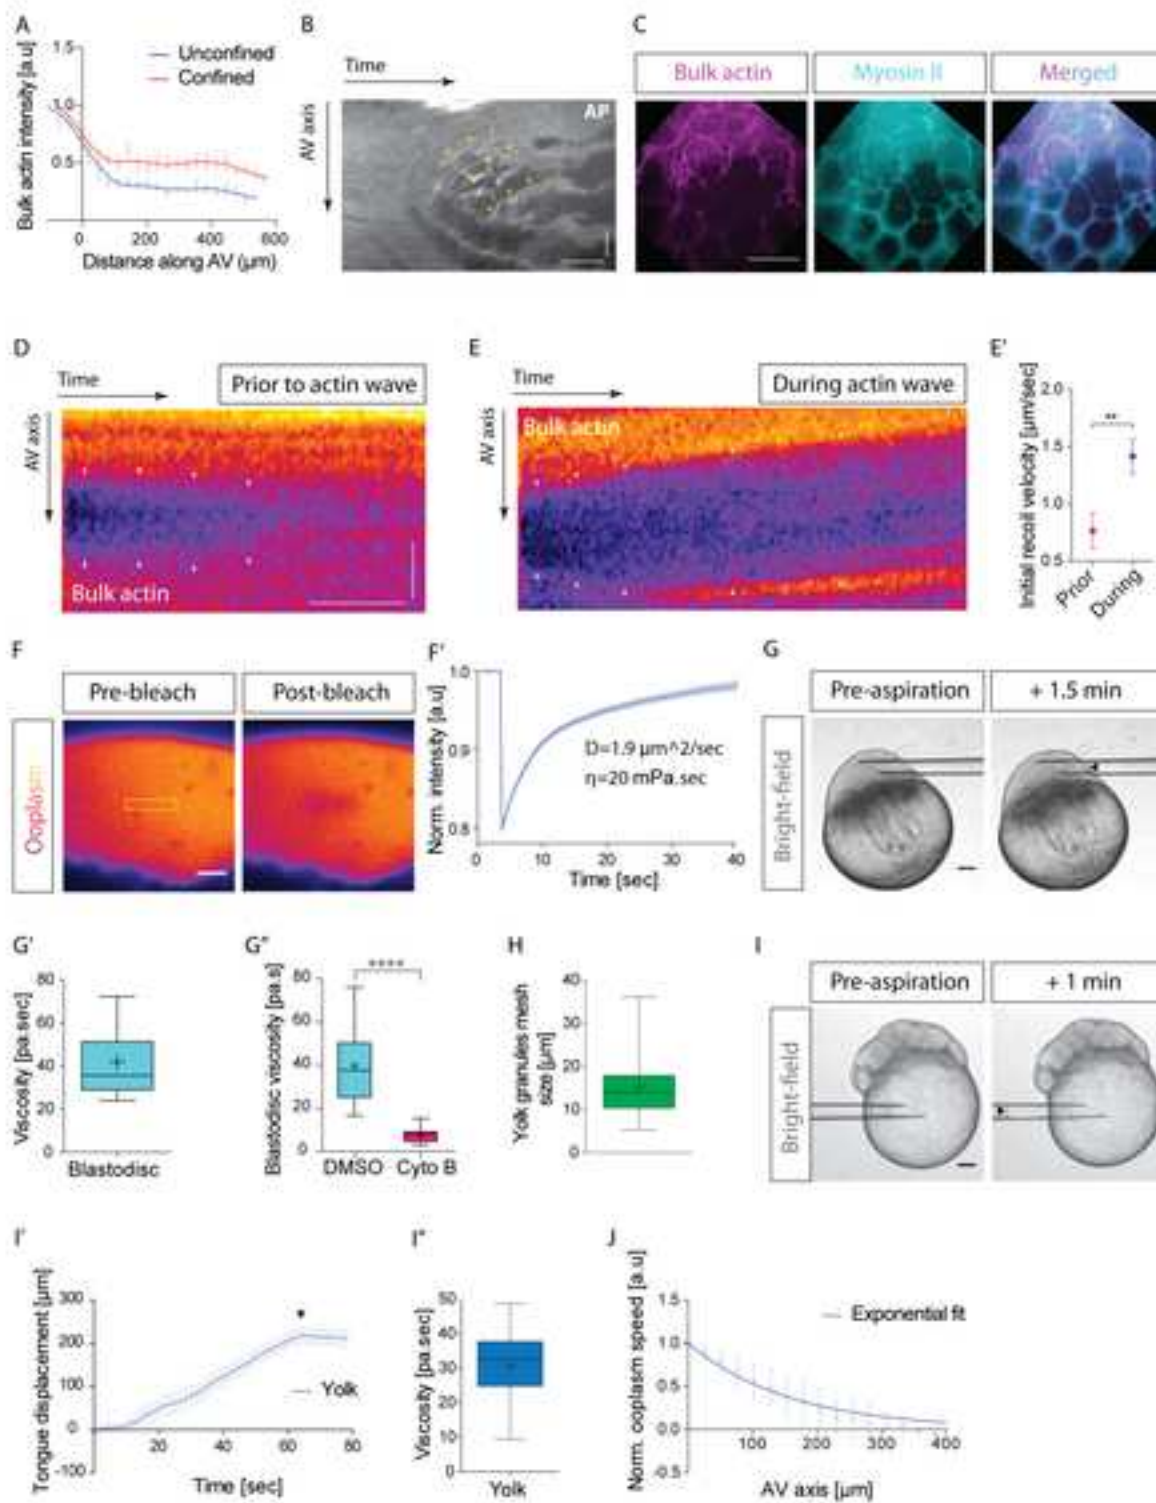 A
Bulk actin intensity [a.u]
1.5
1.0
0.5
Unconfined
Confined
0 200 400 600
Distance along AV (µm)
B
Time
AV axis
AP
C
Bulk actin
Myosin II
Merged
D
Time
Prior to actin wave
AV axis
Bulk actin
E
Time
During actin wave
AV axis
Bulk actin
E'
Initial recoil velocity [µm/sec]
2.0
1.5
1.0
0.5
**
Prior
During
F
Pre-bleach
Post-bleach
Ooplasm
F'
Norm. intensity [a.u]
1.0
0.9
0.8
D=1.9 µm^2/sec
η=20 mPa.sec
0 10 20 30 40
Time [sec]
G
Pre-aspiration
+ 1.5 min
Bright-field
G'
Viscosity [pa.sec]
80
60
40
20
0
Blastodisc
G"
Blastodisc viscosity [pa.s]
80
60
40
20
0
****
DMSO Cyto B
H
Yolk granules mesh
size [µm]
40
30
20
10
0
I
Pre-aspiration
+ 1 min
Bright-field
I'
Tongue displacement [µm]
300
200
100
0
-100
Yolk
20 40 60 80
Time [sec]
I"
Viscosity [pa.sec]
50
40
30
20
10
0
Yolk
J
Norm. ooplasm speed [a.u]
1.5
1.0
0.5
0.0
-0.5
Exponential fit
100 200 300 400
AV axis [µm]